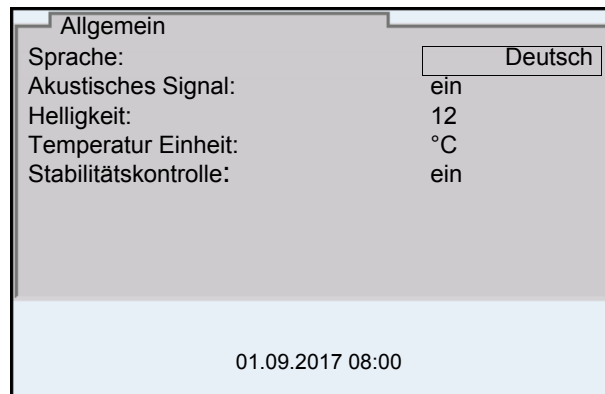 Allgemein
Sprache: Deutsch
Akustisches Signal: ein
Helligkeit: 12
Temperatur Einheit: °C
Stabilitätskontrolle: ein
01.09.2017 08:00